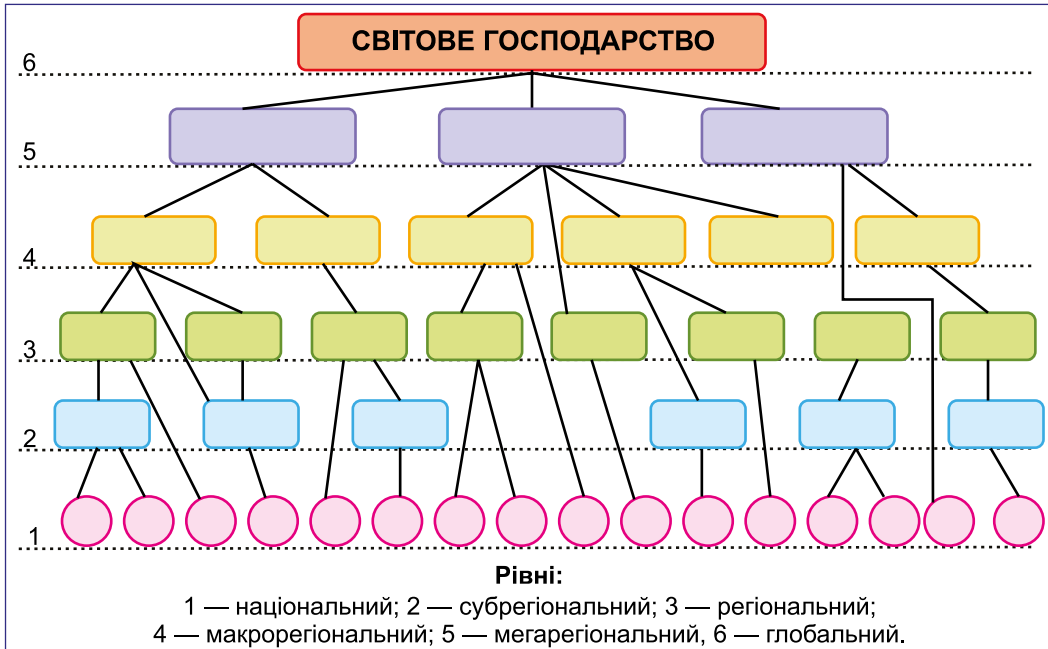 СВІТОВЕ ГОСПОДАРСТВО
6
5
4
3
2
1
Рівні:
1 — національний; 2 — субрегіональний; 3 — регіональний;
4 — макрорегіональний; 5 — мегарегіональний, 6 — глобальний.